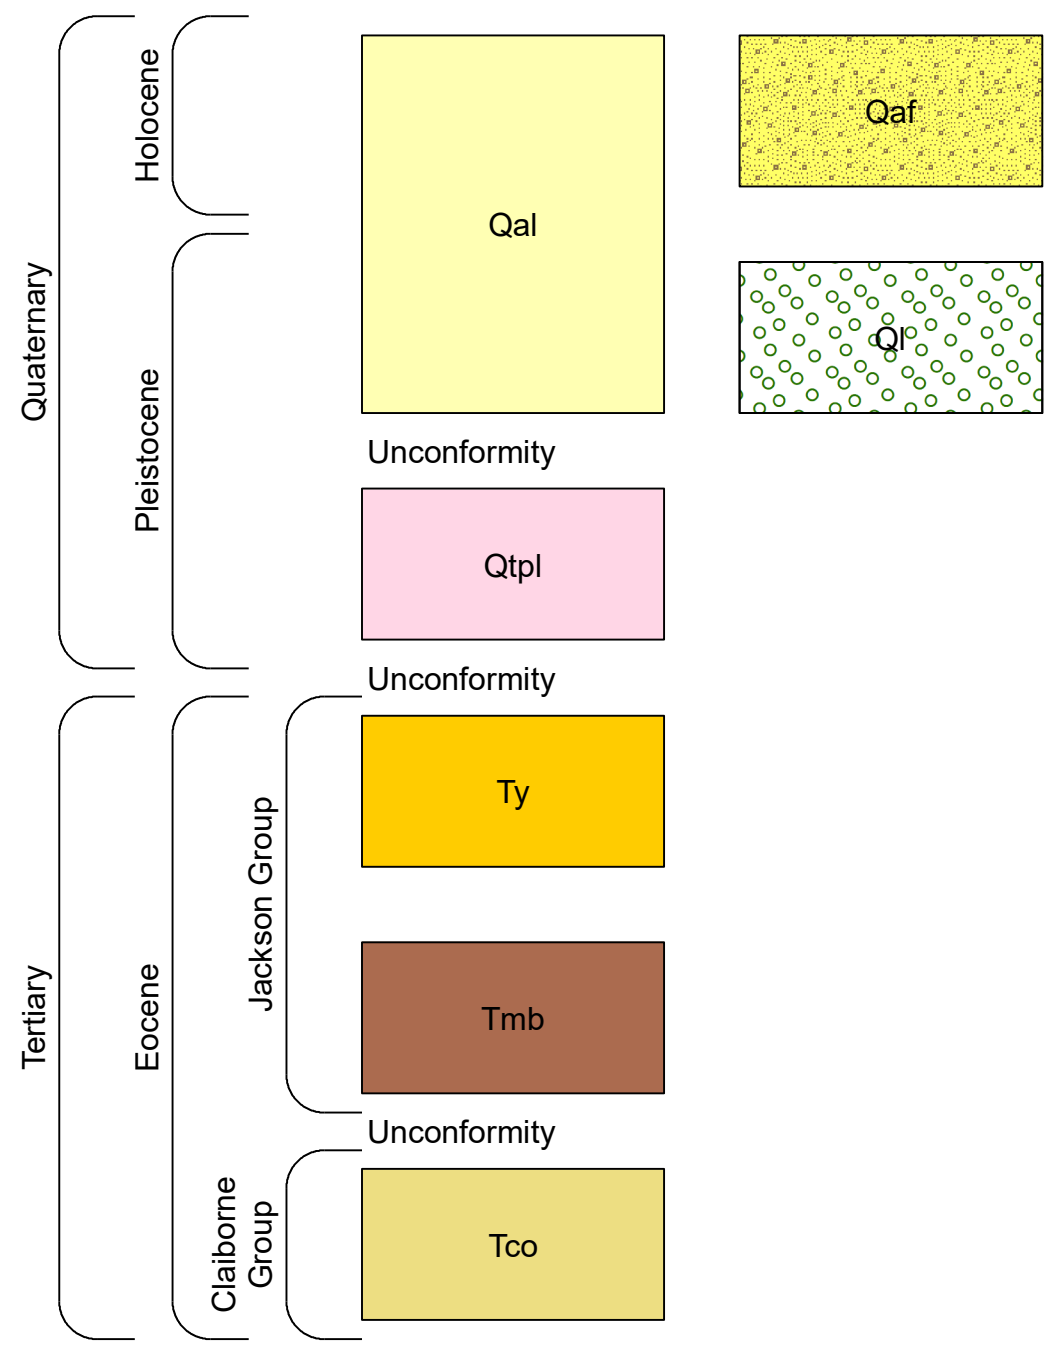 Quaternary
Holocene
Qal
Qaf
Pleistocene
Ql
Unconformity
Qtpl
Unconformity
Tertiary
Eocene
Jackson Group
Ty
Tmb
Unconformity
Claiborne
Group
Tco